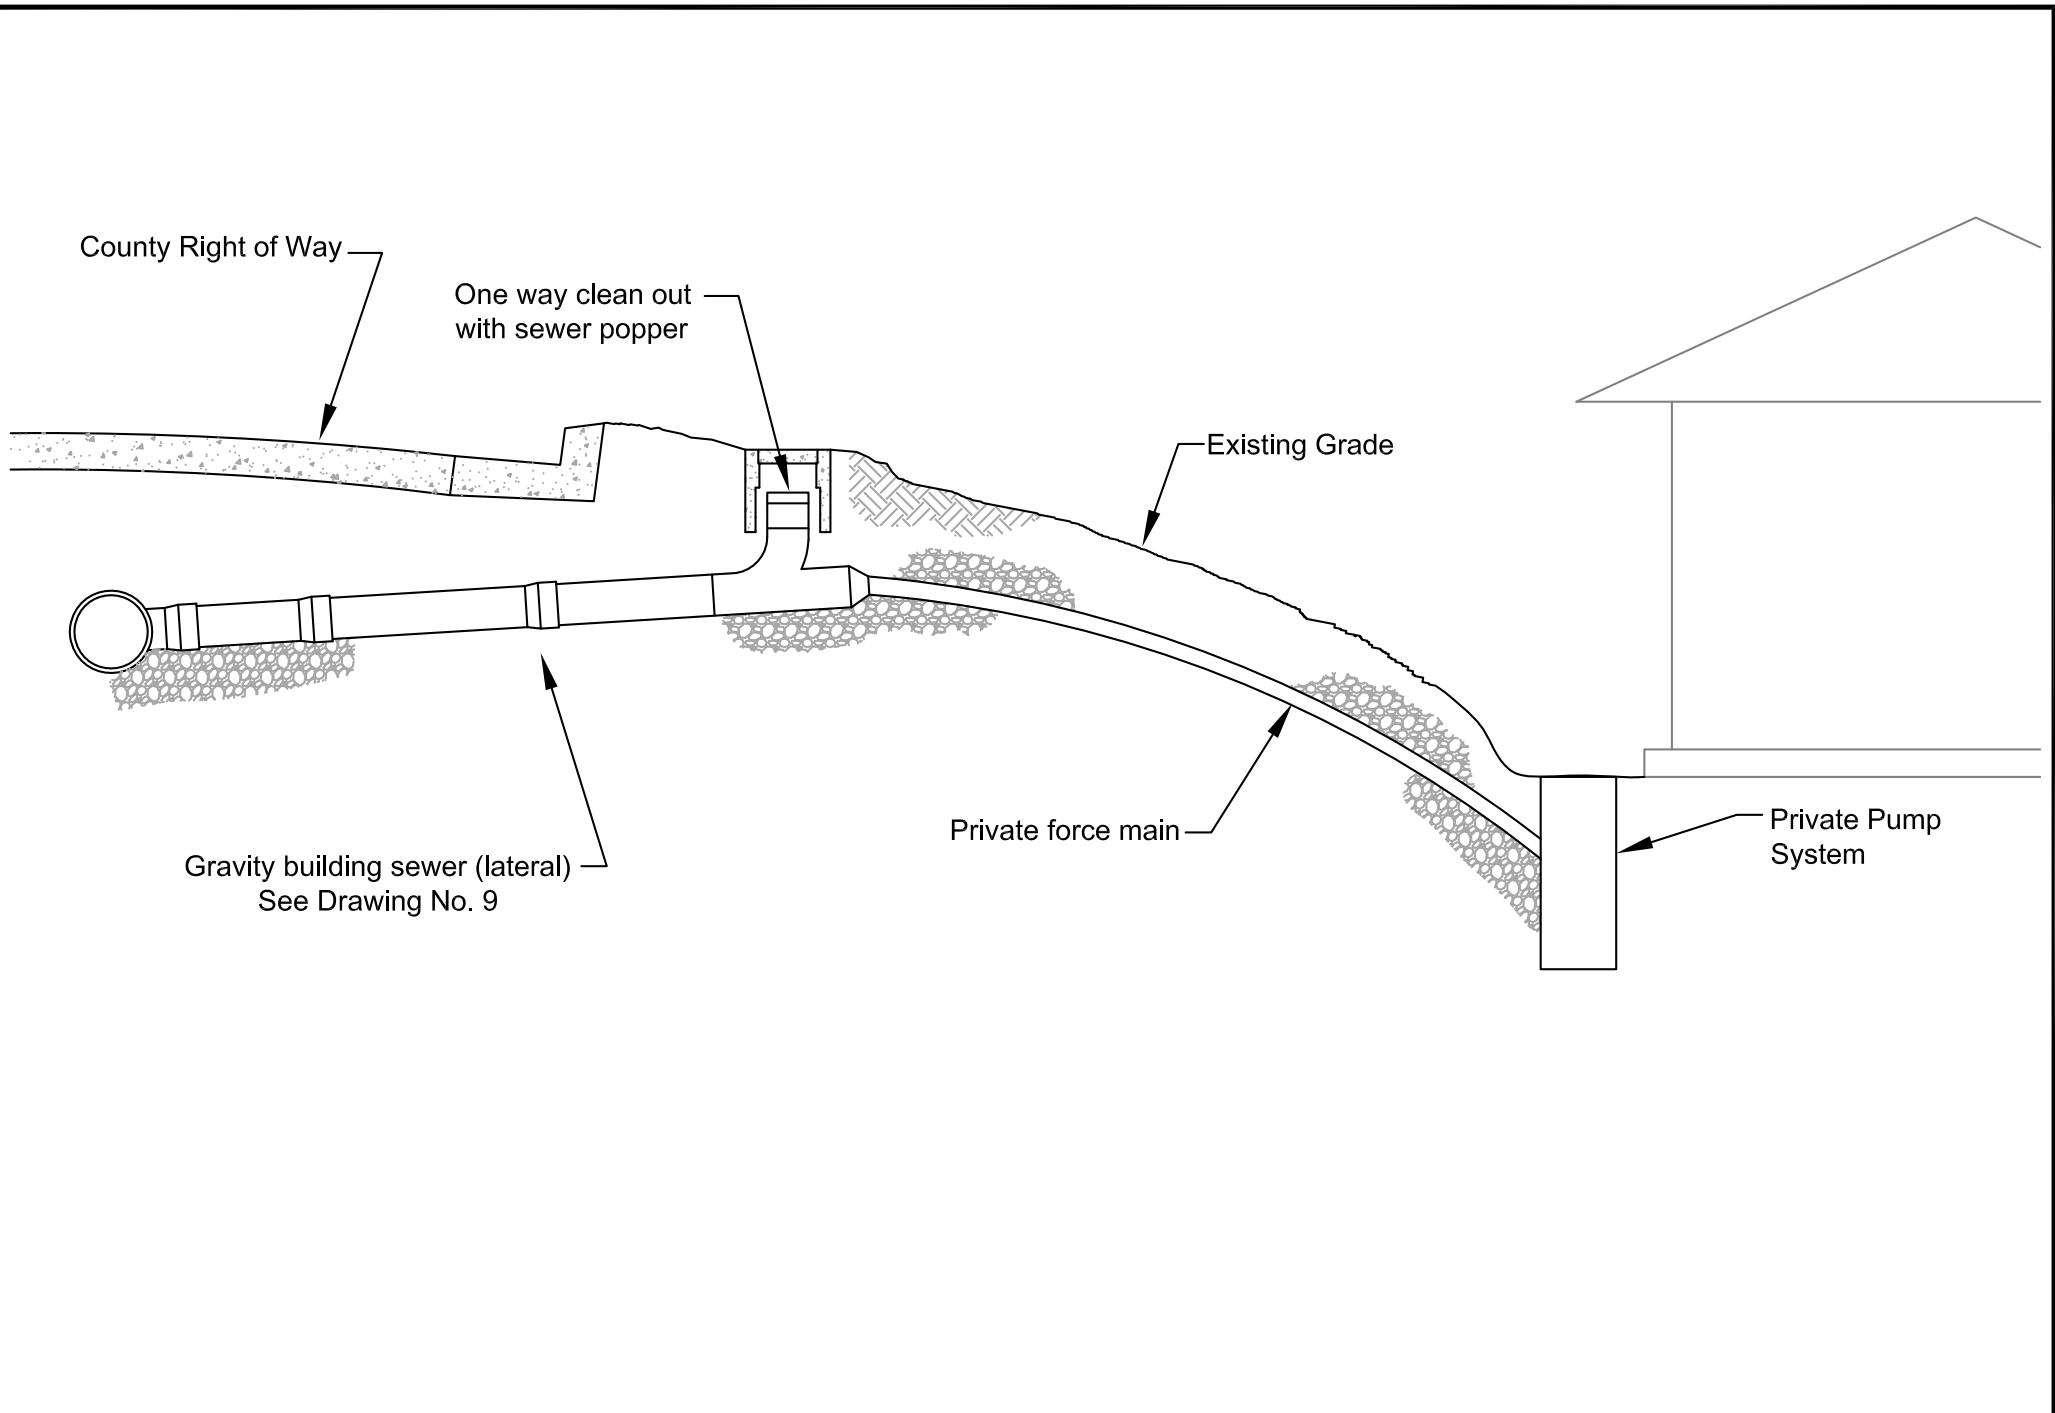 County Right of Way
One way clean out
with sewer popper
Existing Grade
Private force main
Private Pump
System
Gravity building sewer (lateral)
See Drawing No. 9